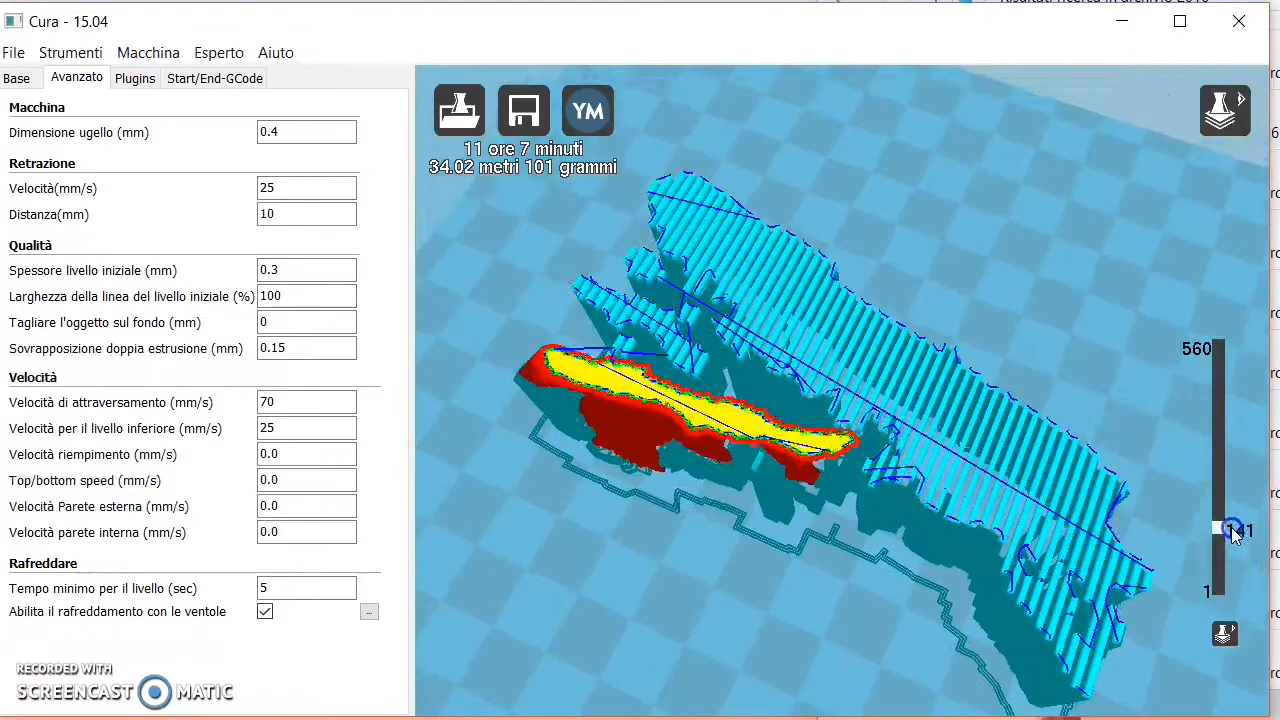 Cura - 15.04
File Strumenti Macchina Esperto Aiuto
Base Avanzato Plugins Start/End-GCode
Macchina
Dimensione ugello (mm) 0.4
Retrazione
Velocità(mm/s) 25
Distanza(mm) 10
Qualità
Spessore livello iniziale (mm) 0.3
Larghezza della linea del livello iniziale (%) 100
Tagliare l'oggetto sul fondo (mm) 0
Sovrapposizione doppia estrusione (mm) 0.15
Velocità
Velocità di attraversamento (mm/s) 70
Velocità per il livello inferiore (mm/s) 25
Velocità riempimento (mm/s) 0.0
Top/bottom speed (mm/s) 0.0
Velocità Parete esterna (mm/s) 0.0
Velocità parete interna (mm/s) 0.0
Rafreddare
Tempo minimo per il livello (sec) 5
Abilita il rafreddamento con le ventole ...
RECORDED WITH
SCREENCAST MATIC
YM
11 ore 7 minuti
34.02 metri 101 grammi
560
1